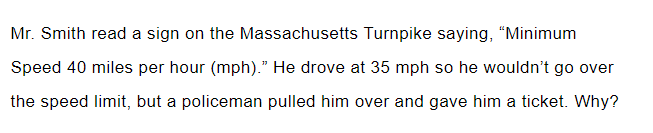 Mr. Smith read a sign on the Massachusetts Turnpike saying, “Minimum
Speed 40 miles per hour (mph).” He drove at 35 mph so he wouldn’t go over
the speed limit, but a policeman pulled him over and gave him a ticket. Why?